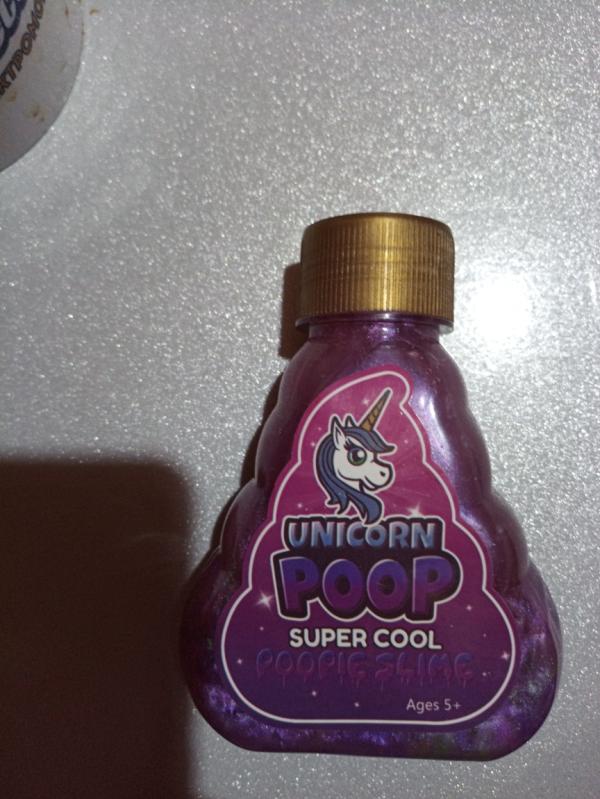 UNICORN
POOP
SUPER COOL
POOPIE SLIME
Ages 5+